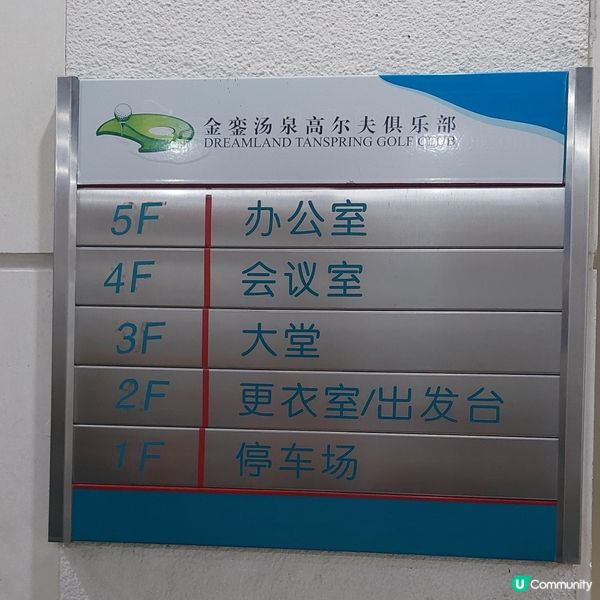 金銮汤泉高尔夫俱乐部
DREAMLAND TANSPRING GOLF CLUB
5F 办公室
4F 会议室
3F 大堂
2F 更衣室/出发台
1F 停车场
U Community